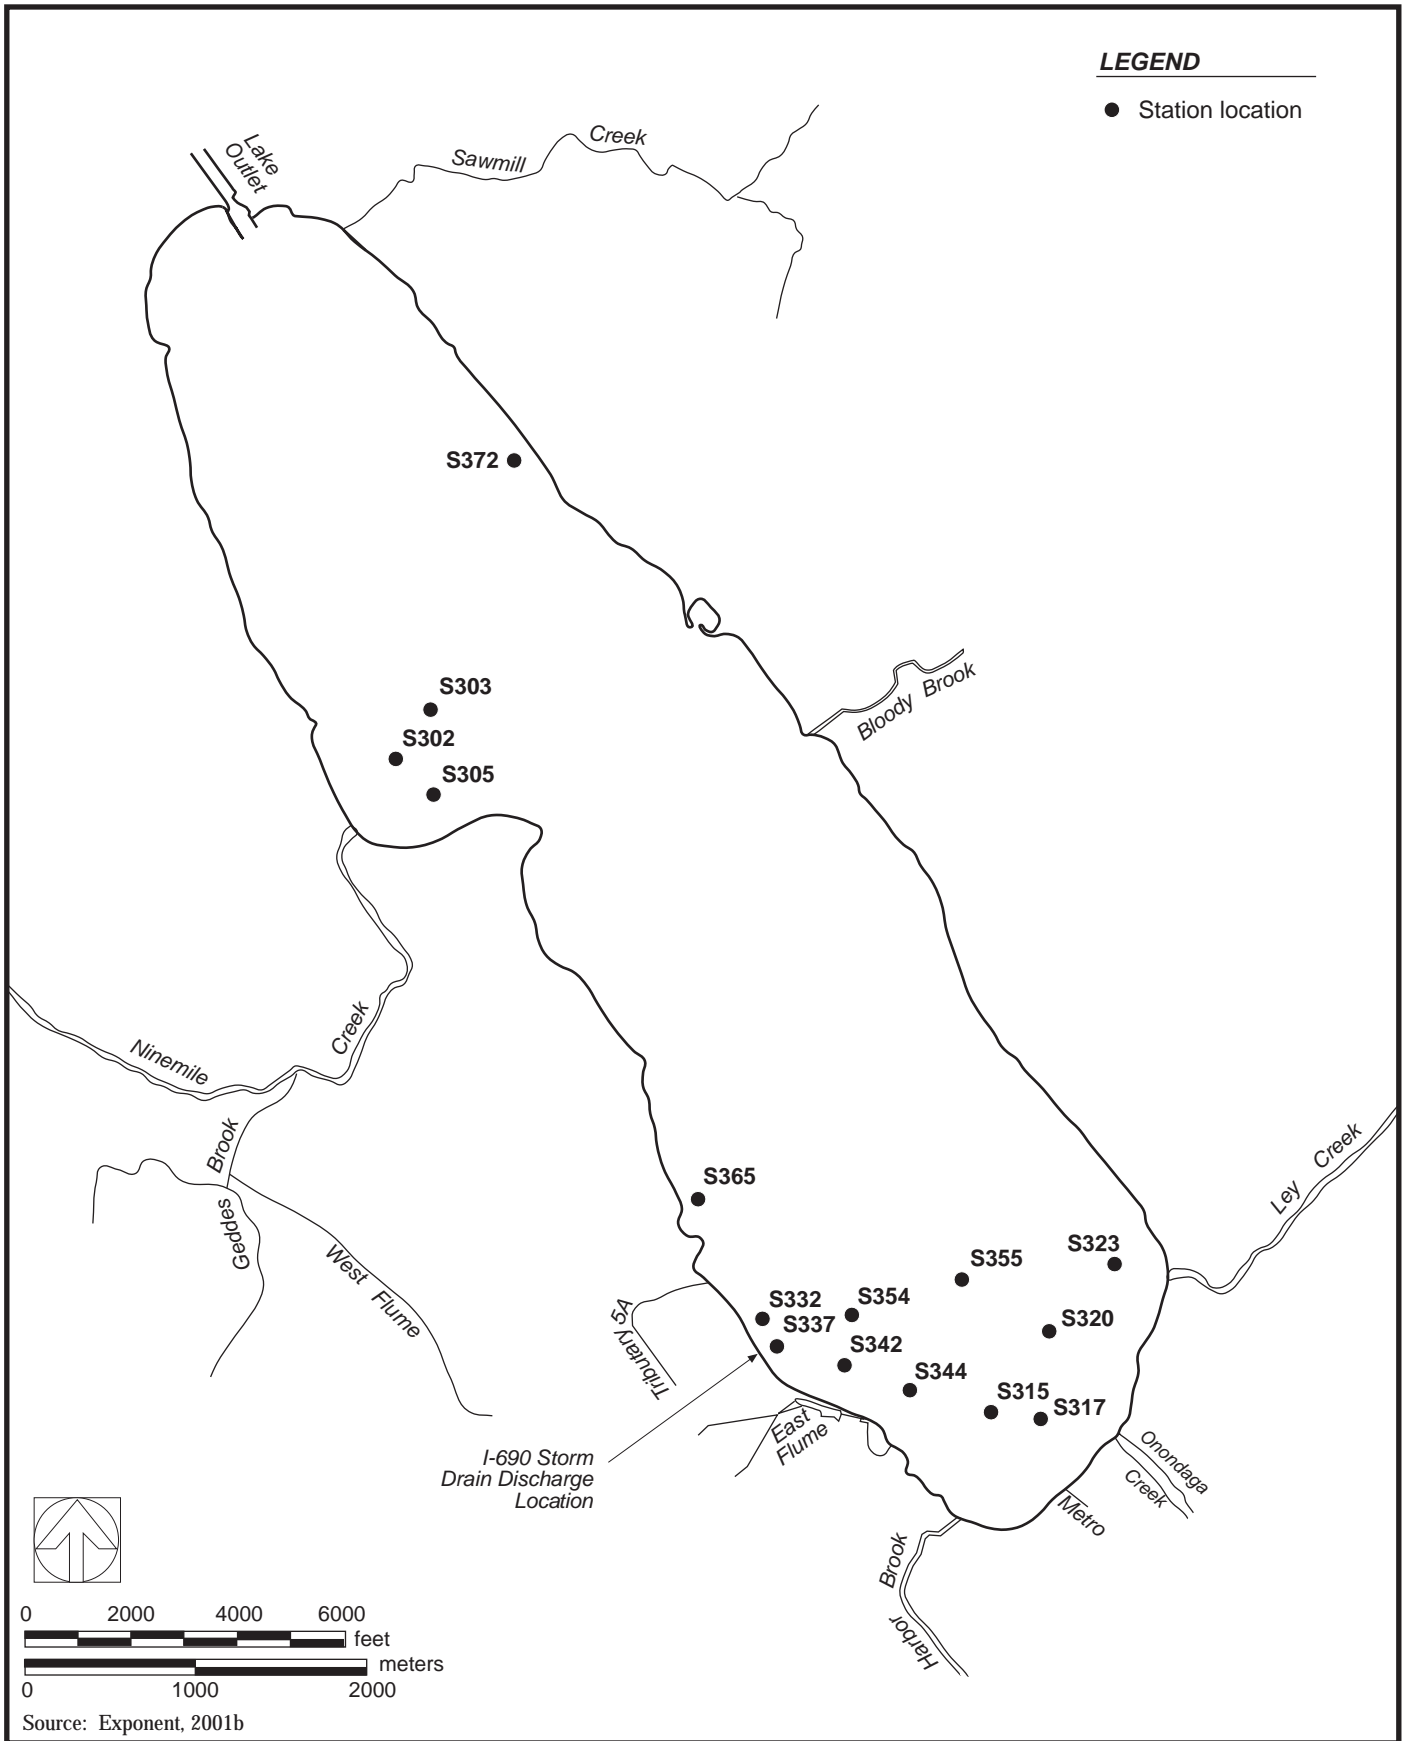 LEGEND
Station location
Lake
Outlet
Sawmill
Creek
S372
S303
S302
S305
Bloody Brook
Ninemile
Creek
Brook
Geddes
West Flume
Ley Creek
S365
S355
S323
S332
S354
S320
S337
S342
S344
S315
S317
Tributary 5A
East
Flume
I-690 Storm
Drain Discharge
Location
Onondaga
Creek
Metro
Brook
Harbor
0 2000 4000 6000
feet
meters
0 1000 2000
Source: Exponent, 2001b